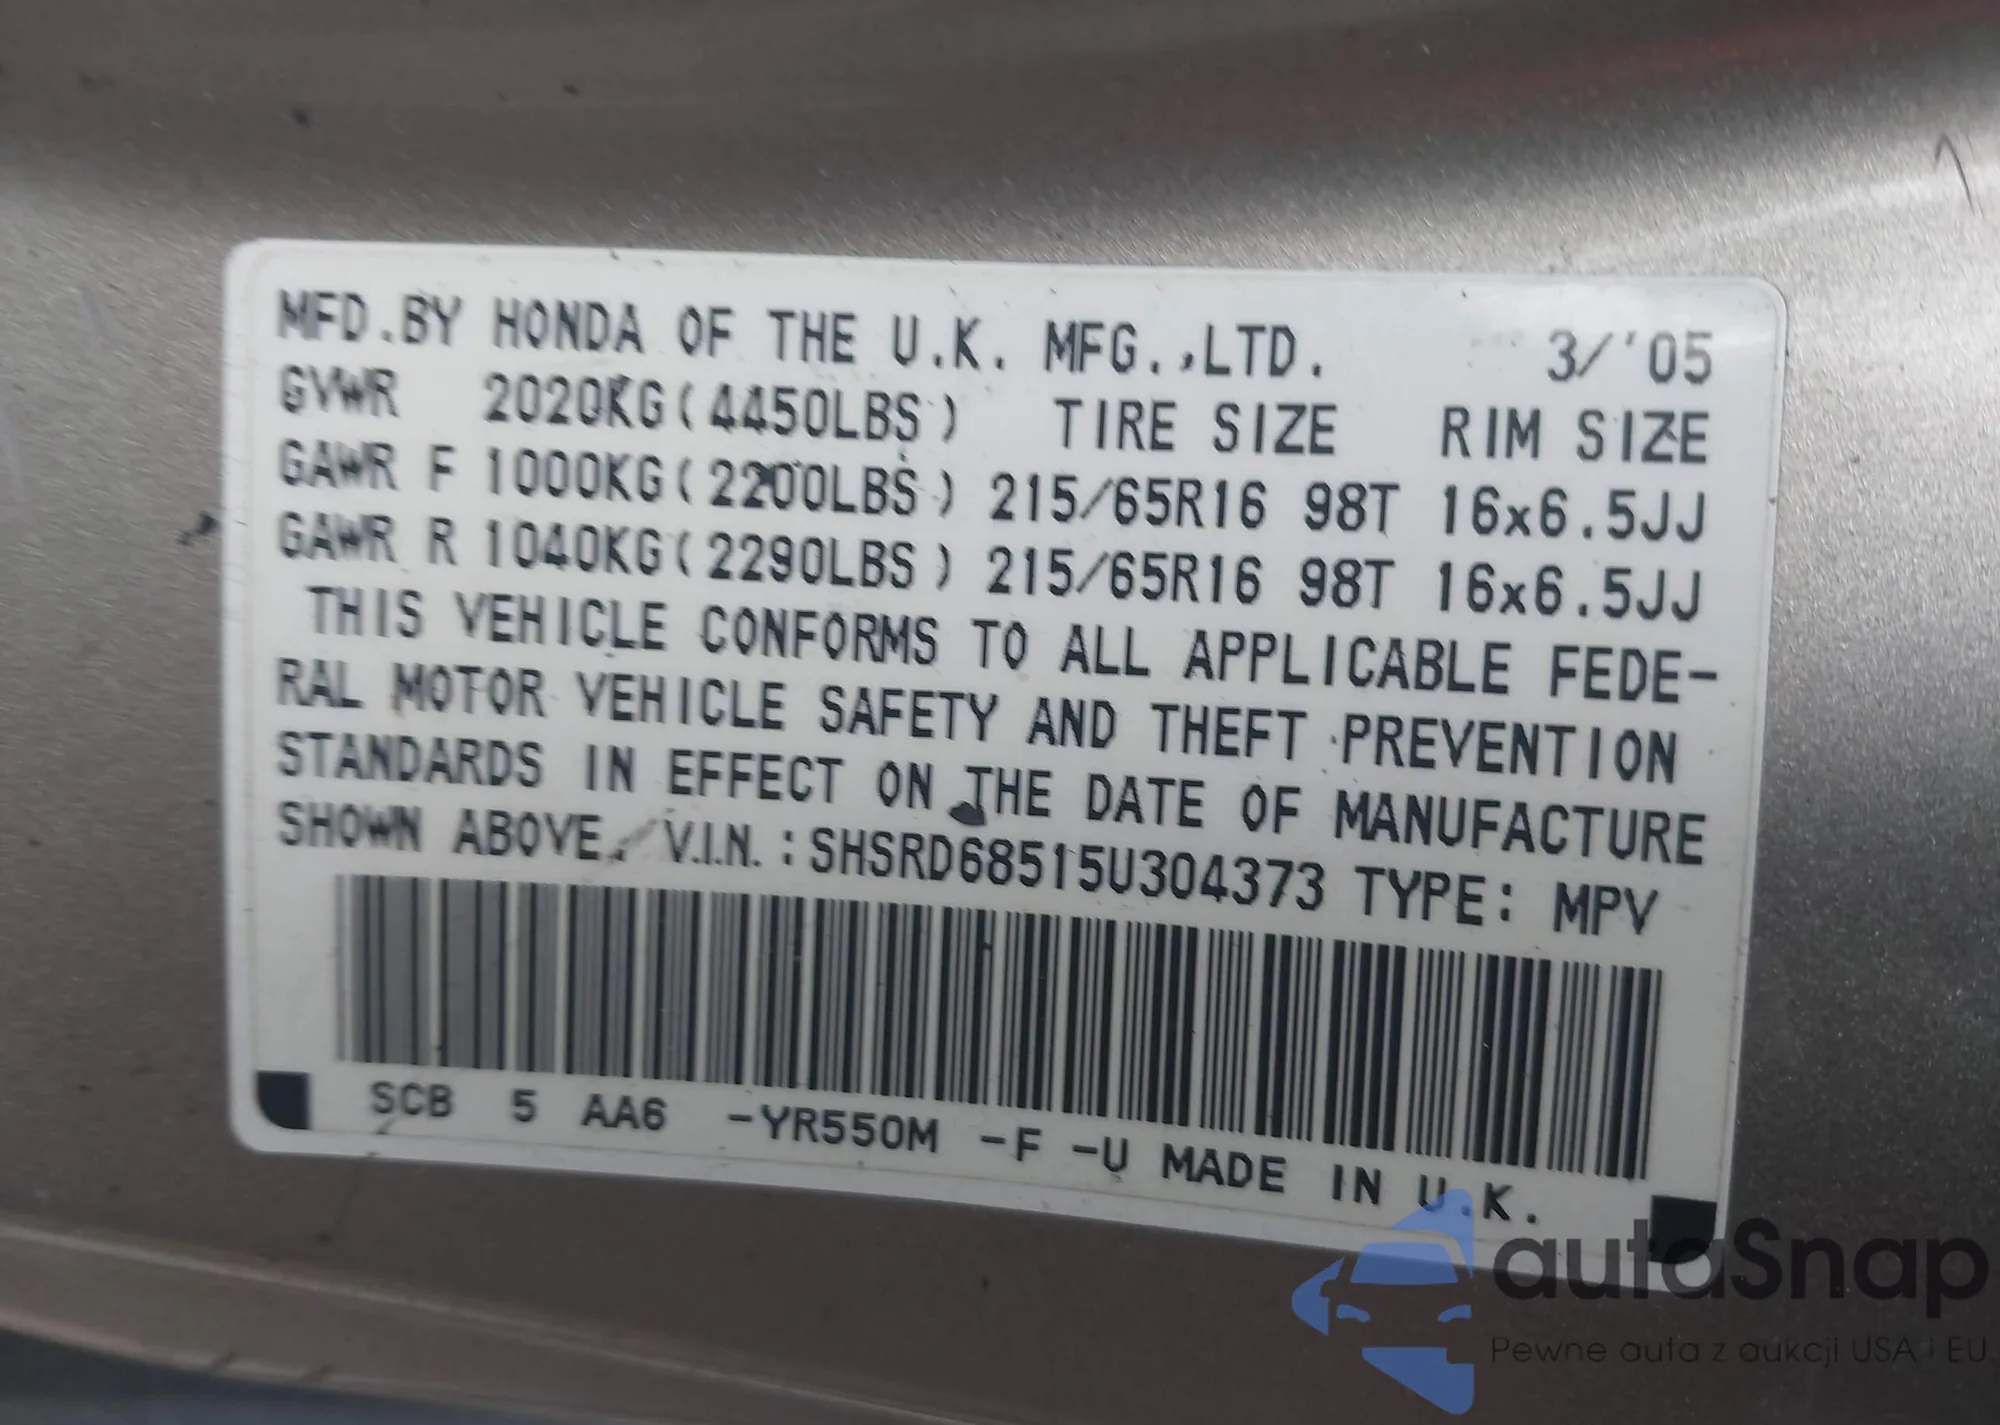 MFD.BY HONDA OF THE U.K. MFG.,LTD. 3/'05
GVWR 2020KG(4450LBS) TIRE SIZE RIM SIZE
GAWR F 1000KG(2200LBS) 215/65R16 98T 16x6.5JJ
GAWR R 1040KG(2290LBS) 215/65R16 98T 16x6.5JJ
THIS VEHICLE CONFORMS TO ALL APPLICABLE FEDE-
RAL MOTOR VEHICLE SAFETY AND THEFT PREVENTION
STANDARDS IN EFFECT ON THE DATE OF MANUFACTURE
SHOWN ABOVE. V.I.N.:SHSRD68515U304373 TYPE: MPV
SCB 5 AA6 -YR550M -F -U MADE IN U.K.
autaSnap
Pewne auta z aukcji USA i EU